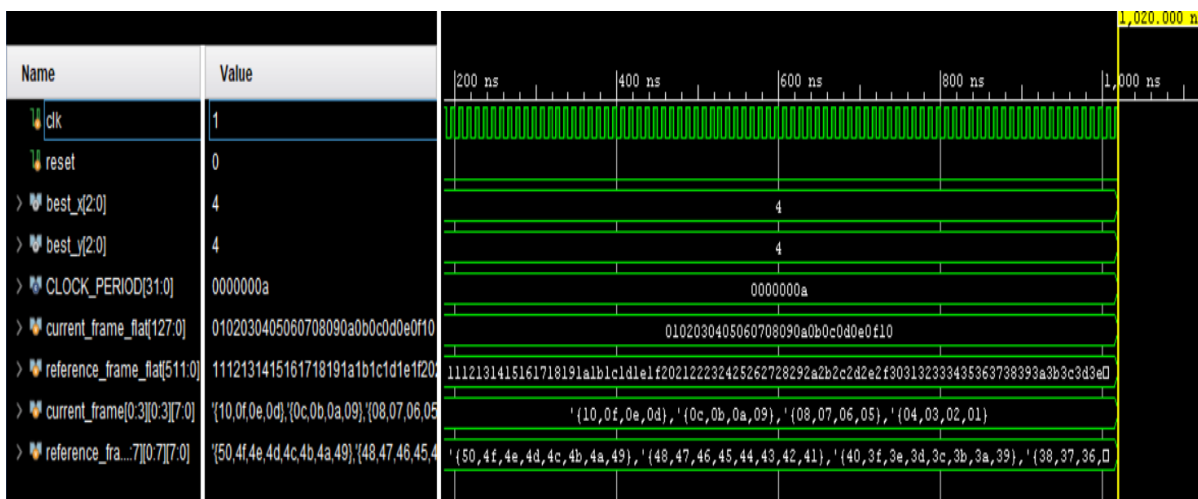 1,020.000 n
Name Value 200 ns 400 ns 600 ns 800 ns 1,000 ns
clk 1
reset 0
best_x[2:0] 4 4
best_y[2:0] 4 4
CLOCK_PERIOD[31:0] 0000000a 0000000a
current_frame_flat[127:0] 0102030405060708090a0b0c0d0e0f10 0102030405060708090a0b0c0d0e0f10
reference_frame_flat[511:0] 1112131415161718191a1b1c1d1e1f202 1112131415161718191a1b1c1d1e1f202122232425262728292a2b2c2d2e2f303132333435363738393a3b3c3d3e
current_frame[0:3][0:3][7:0] '{10,0f,0e,0d},'{0c,0b,0a,09},'{08,07,06,05 '{10,0f,0e,0d},'{0c,0b,0a,09},'{08,07,06,05},'{04,03,02,01}
reference_fra...:7][0:7][7:0] '{50,4f,4e,4d,4c,4b,4a,49},'{48,47,46,45,4 '{50,4f,4e,4d,4c,4b,4a,49},'{48,47,46,45,44,43,42,41},'{40,3f,3e,3d,3c,3b,3a,39},'{38,37,36,